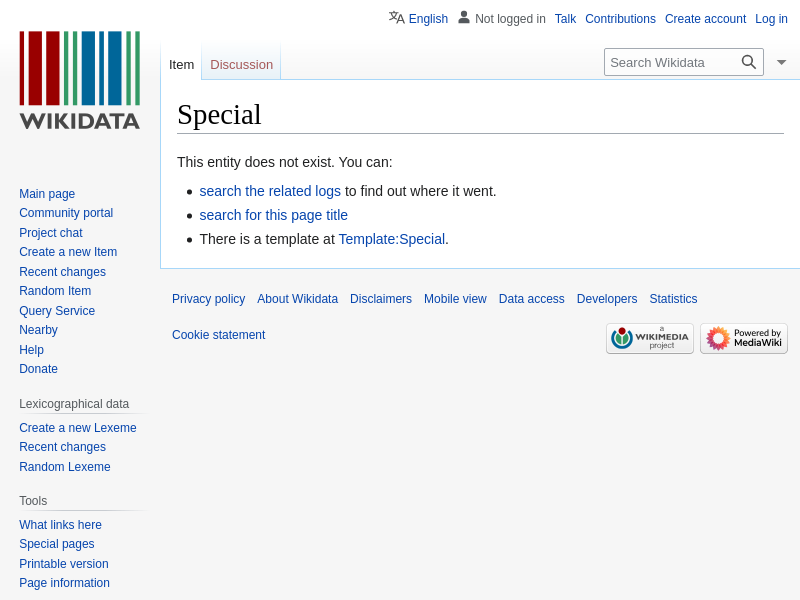 English
Not logged in
Talk
Contributions
Create account
Log in
WIKIDATA
Item
Discussion
Search Wikidata
Special
This entity does not exist. You can:
search the related logs to find out where it went.
search for this page title
There is a template at Template:Special.
Main page
Community portal
Project chat
Create a new Item
Recent changes
Random Item
Query Service
Nearby
Help
Donate
Lexicographical data
Create a new Lexeme
Recent changes
Random Lexeme
Tools
What links here
Special pages
Printable version
Page information
Privacy policy
About Wikidata
Disclaimers
Mobile view
Data access
Developers
Statistics
Cookie statement
a
WIKIMEDIA
project
Powered by
MediaWiki